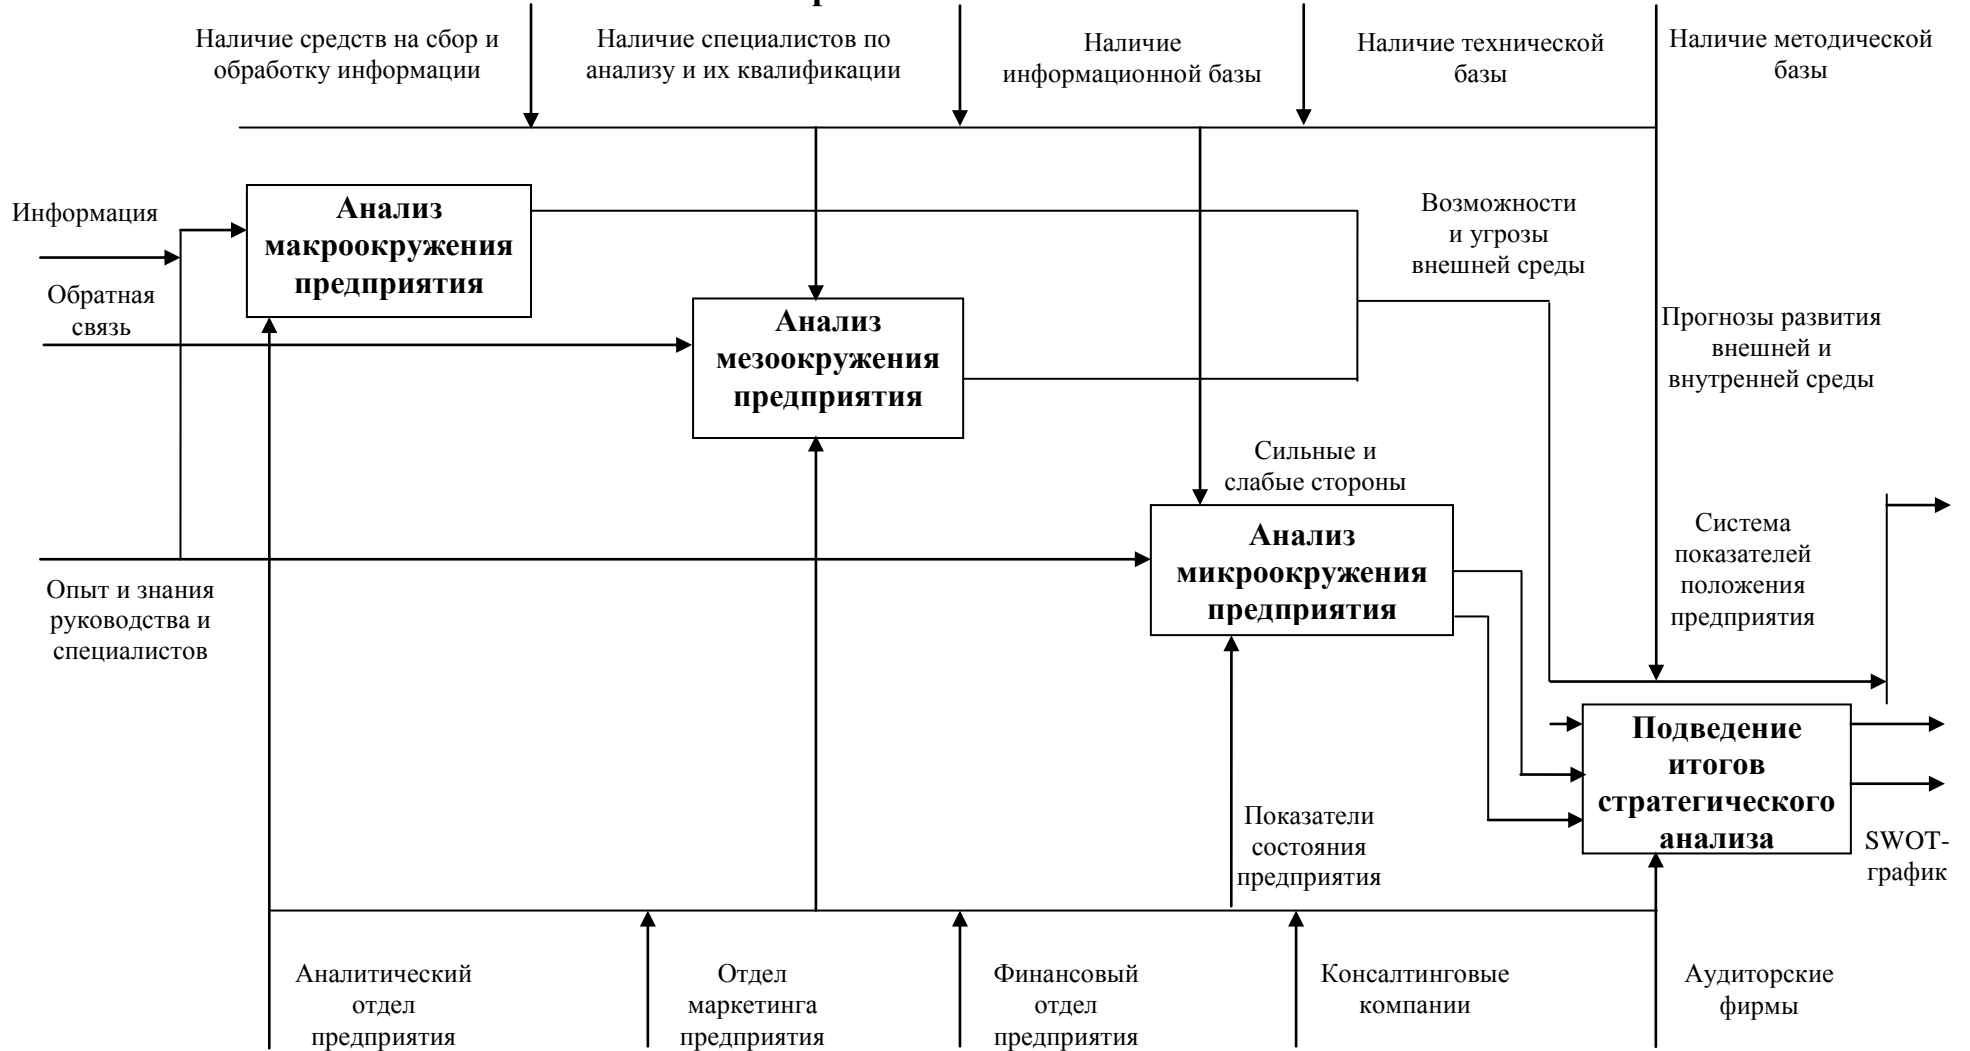 Наличие средств на сбор и
обработку информации
Наличие специалистов по
анализу и их квалификации
Наличие
информационной базы
Наличие технической
базы
Наличие методической
базы
Информация
Анализ
макроокружения
предприятия
Возможности
и угрозы
внешней среды
Обратная
связь
Анализ
мезоокружения
предприятия
Прогнозы развития
внешней и
внутренней среды
Сильные и
слабые стороны
Анализ
микроокружения
предприятия
Система
показателей
положения
предприятия
Опыт и знания
руководства и
специалистов
Подведение
итогов
стратегического
анализа
Показатели
состояния
предприятия
SWOT-
график
Аналитический
отдел
предприятия
Отдел
маркетинга
предприятия
Финансовый
отдел
предприятия
Консалтинговые
компании
Аудиторские
фирмы